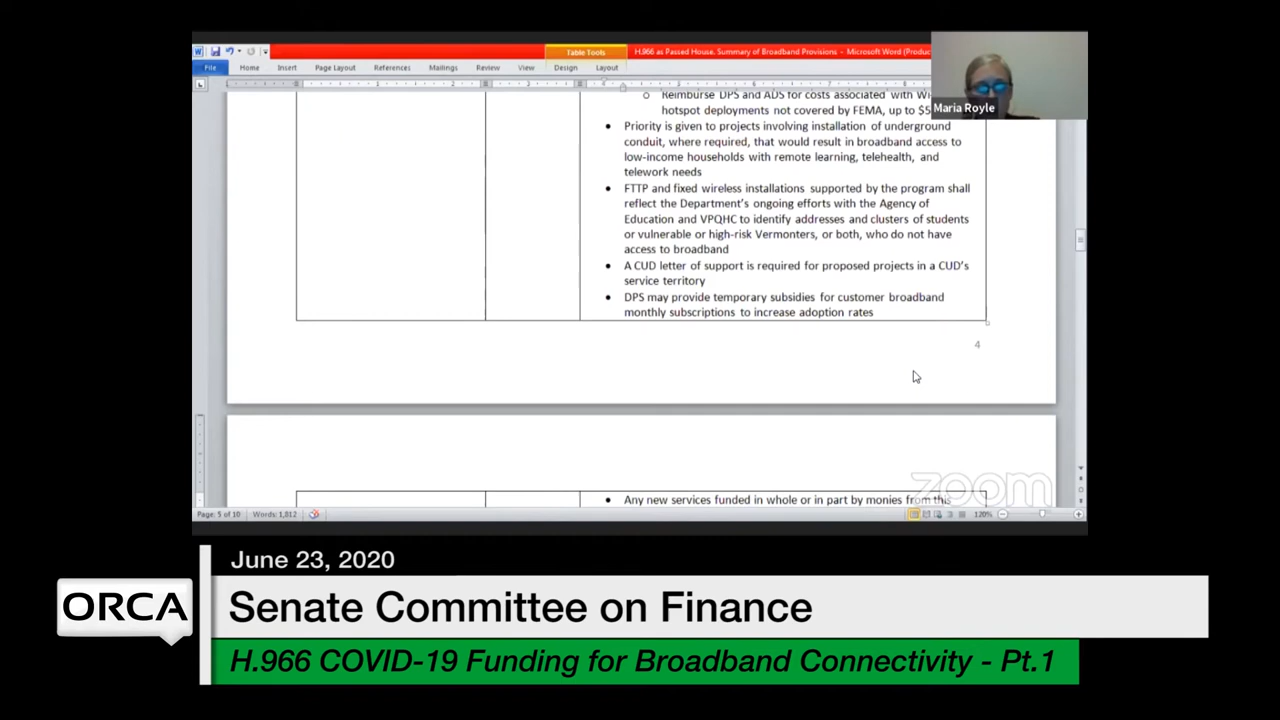 Table Tools
H.966 as Passed House. Summary of Broadband Provisions - Microsoft Word (Produc
File Home Insert Page Layout References Mailings Review View Design Layout
Reimburse DPS and ADS for costs associated with Wi
hotspot deployments not covered by FEMA, up to $5
Maria Royle
• Priority is given to projects involving installation of underground
conduit, where required, that would result in broadband access to
low-income households with remote learning, telehealth, and
telework needs
• FTTP and fixed wireless installations supported by the program shall
reflect the Department's ongoing efforts with the Agency of
Education and VPQHC to identify addresses and clusters of students
or vulnerable or high-risk Vermonters, or both, who do not have
access to broadband
• A CUD letter of support is required for proposed projects in a CUD's
service territory
• DPS may provide temporary subsidies for customer broadband
monthly subscriptions to increase adoption rates
4
zoom
• Any new services funded in whole or in part by monies from this
Page: 5 of 10 Words: 1,812 120%
June 23, 2020
ORCA
Senate Committee on Finance
H.966 COVID-19 Funding for Broadband Connectivity - Pt.1